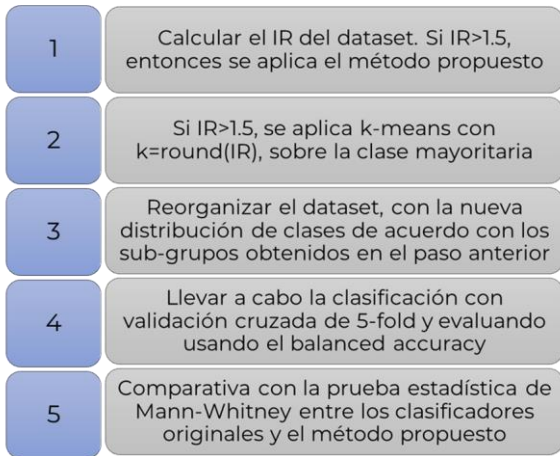 1
Calcular el IR del dataset. Si IR>1.5,
entonces se aplica el método propuesto
2
Si IR>1.5, se aplica k-means con
k=round(IR), sobre la clase mayoritaria
3
Reorganizar el dataset, con la nueva
distribución de clases de acuerdo con los
sub-grupos obtenidos en el paso anterior
4
Llevar a cabo la clasificación con
validación cruzada de 5-fold y evaluando
usando el balanced accuracy
5
Comparativa con la prueba estadística de
Mann-Whitney entre los clasificadores
originales y el método propuesto